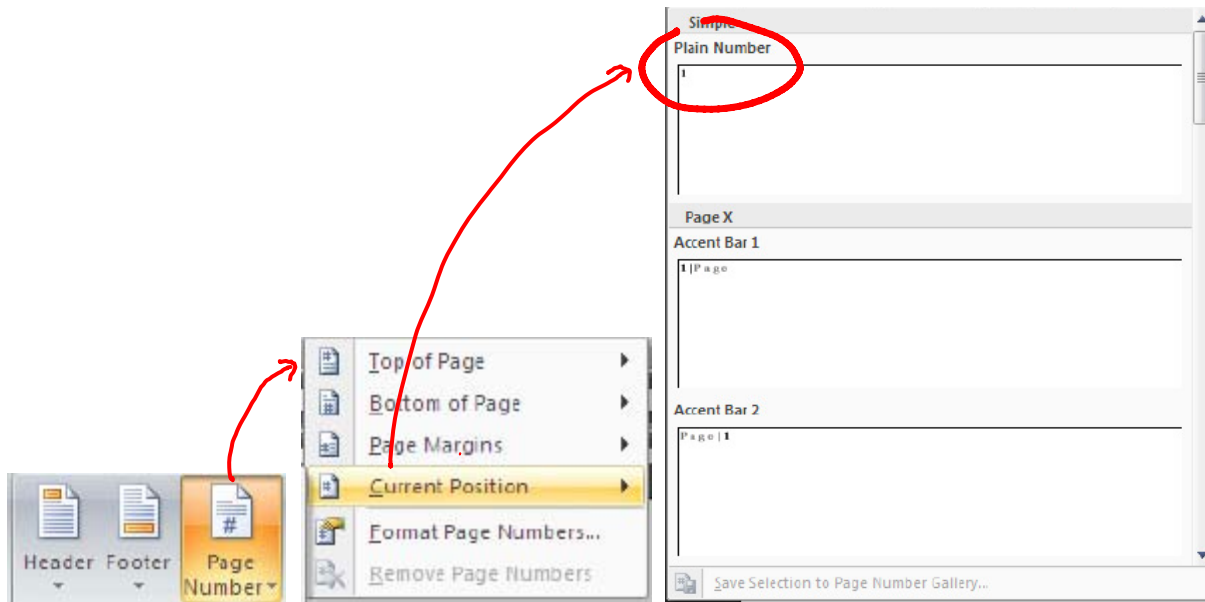 Header
Footer
Page
Number
#
Top of Page
Bottom of Page
Page Margins
Current Position
Format Page Numbers...
Remove Page Numbers
Simple
Plain Number
1
Page X
Accent Bar 1
1|Page
Accent Bar 2
Page|1
Save Selection to Page Number Gallery...